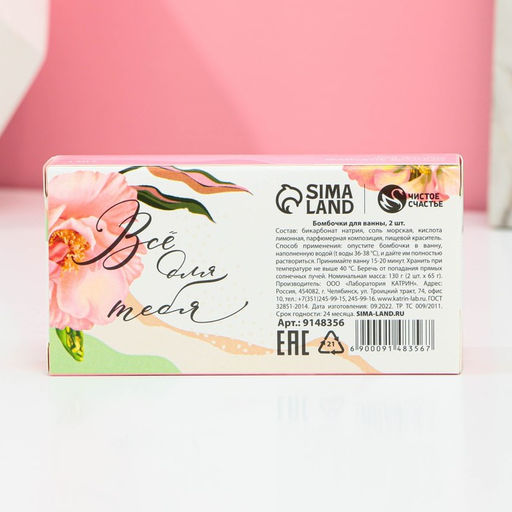 Всё
для
тебя
SIMA
LAND
ЧИСТОЕ
СЧАСТЬЕ
Бомбочки для ванны, 2 шт.
Состав: бикарбонат натрия, соль морская, кислота
лимонная, парфюмерная композиция, пищевой краситель.
Способ применения: опустите бомбочки в ванну,
наполненную водой (t воды 36-38 °C), и дайте им полностью
раствориться. Принимайте ванну 15-20 минут. Хранить при
температуре не выше 40 °C. Беречь от попадания прямых
солнечных лучей. Номинальная масса: 130 г (2 шт. х 65 г).
Производитель: ООО «Лаборатория КАТРИН». Адрес:
Россия, 454082, г. Челябинск, ул. Троицкий тракт, 74, офис
10, тел.: +7(351)245-99-15, 245-99-16. www.katrin-lab.ru. ГОСТ
32851-2014. Дата изготовления: 09.2022. ТР ТС 009/2011.
Срок годности: 24 месяца. SIMA-LAND.RU
Арт.: 9148356
EAC
21
6 900091 483567